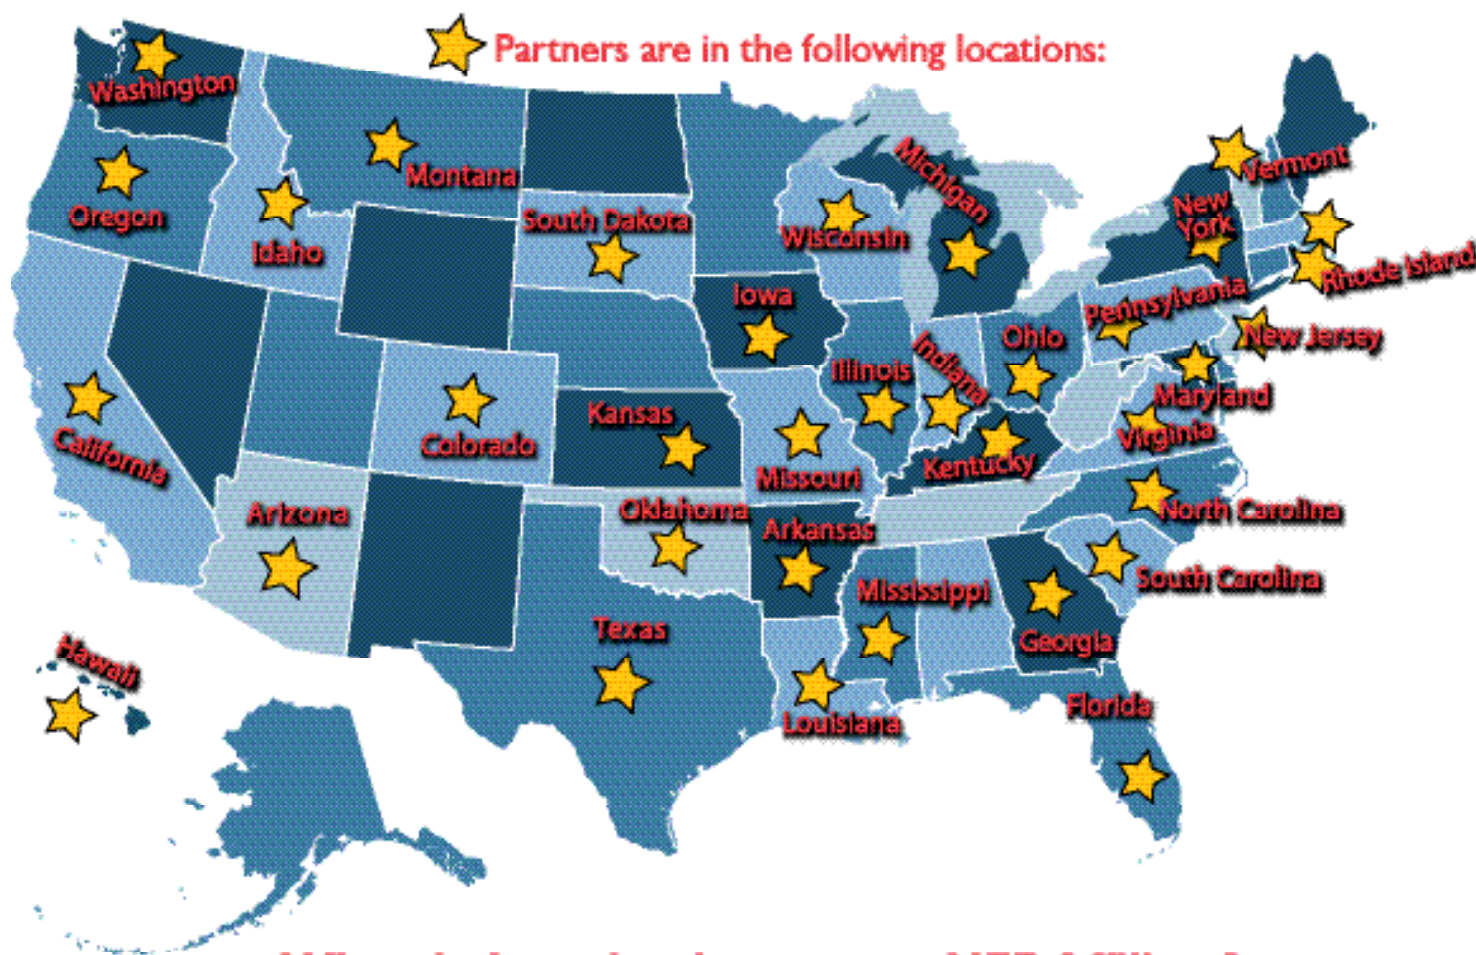 Partners are in the following locations:
Washington
Montana
Oregon
Idaho
South Dakota
Wisconsin
Michigan
Vermont
New
York
Rhode Island
Iowa
Pennsylvania
New Jersey
Ohio
Indiana
Illinois
Maryland
Virginia
Kansas
Colorado
California
Missouri
Kentucky
Arizona
Oklahoma
Arkansas
North Carolina
South Carolina
Mississippi
Georgia
Texas
Hawaii
Louisiana
Florida